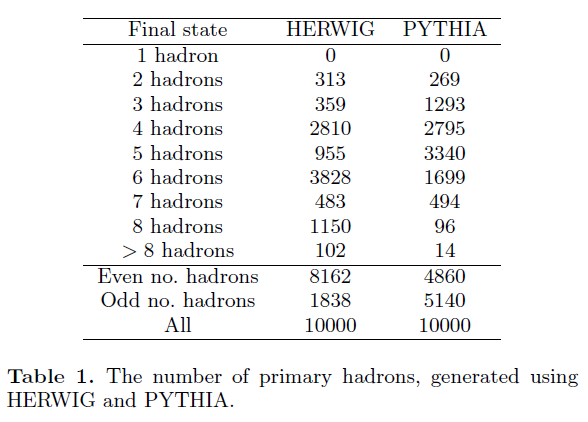 Final state HERWIG PYTHIA
1 hadron 0 0
2 hadrons 313 269
3 hadrons 359 1293
4 hadrons 2810 2795
5 hadrons 955 3340
6 hadrons 3828 1699
7 hadrons 483 494
8 hadrons 1150 96
> 8 hadrons 102 14
Even no. hadrons 8162 4860
Odd no. hadrons 1838 5140
All 10000 10000
Table 1. The number of primary hadrons, generated using
HERWIG and PYTHIA.